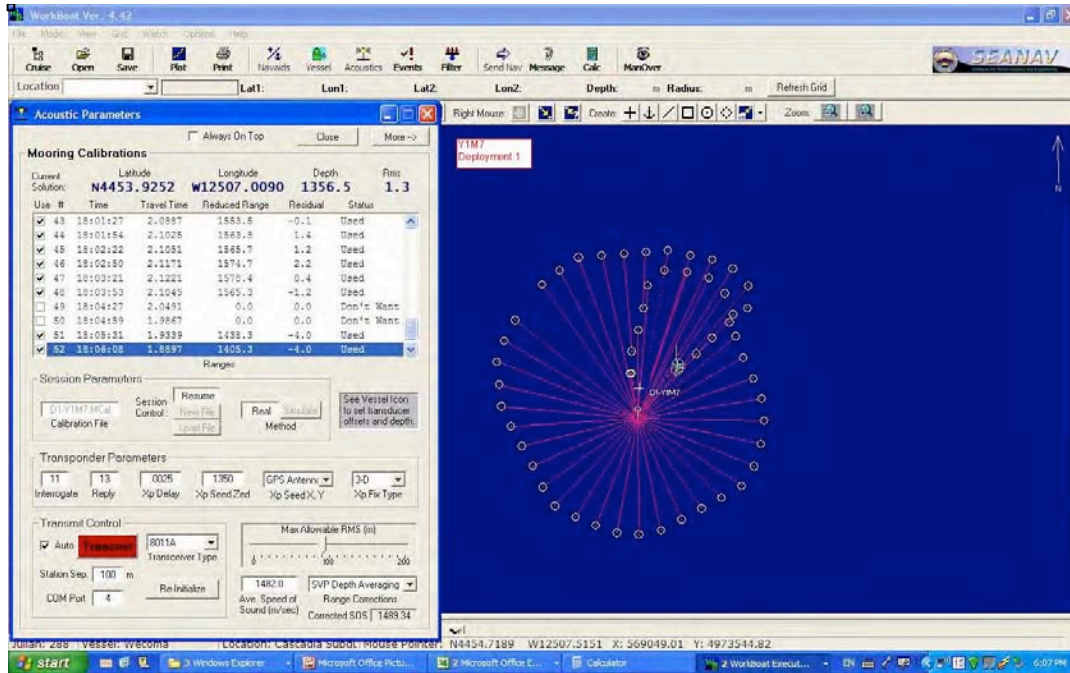 WorkBoat Ver. 4.42
File Mode View Grid Watch Options Help
Cruise Open Save Plot Print Navaids Vessel Acoustics Events Filter Send Nav Message Calc ManOver
SEANAV
Location Lat1: Lon1: Lat2: Lon2: Depth: m Radius: m Refresh Grid
Acoustic Parameters
Right Mouse: Create: Zoom:
Always On Top Close More -->
Mooring Calibrations
Current Solution: Latitude Longitude Depth Rms
N4453.9252 W12507.0090 1356.5 1.3
Use # Time Travel Time Reduced Range Residual Status
43 18:01:27 2.0887 1553.5 -0.1 Used
44 18:01:54 2.1025 1563.8 1.4 Used
45 18:02:22 2.1051 1565.7 1.2 Used
46 18:02:50 2.1171 1574.7 2.2 Used
47 18:03:21 2.1221 1578.4 0.4 Used
48 18:03:53 2.1045 1565.3 -1.2 Used
49 18:04:27 2.0491 0.0 0.0 Don't Want
50 18:04:59 1.9867 0.0 0.0 Don't Want
51 18:05:31 1.9339 1438.3 -4.0 Used
52 18:06:08 1.8897 1405.3 -4.0 Used
Ranges
Session Parameters
D1-Y1M7.MCal
Calibration File
Session Control:
Resume
New File
Load File
Real Simulate
Method
See Vessel Icon
to set transducer
offsets and depth
Transponder Parameters
11 13 0025 1350 GPS Antenn 3-D
Interrogate Reply Xp Delay Xp Seed Zed Xp Seed X, Y Xp Fix Type
Transmit Control
Auto Transmit 8011A
Transceiver Type
Station Sep. 100 m
COM Port 4
Re-Initialize
Max Allowable RMS (m)
0 100 200
1482.0 SVP Depth Averaging
Ave. Speed of Sound (m/sec)
Range Corrections
Corrected SOS 1489.34
Y1M7
Deployment 1
N
D1-Y1M7
Julian: 288 Vessel: Wecoma Location: Cascadia Subd. Mouse Pointer: N4454.7189 W12507.5151 X: 569049.01 Y: 4973544.82
start 3 Windows Explorer Microsoft Office Pictu... 2 Microsoft Office E... Calculator 2 WorkBoat Execut... EN 6:07 PM